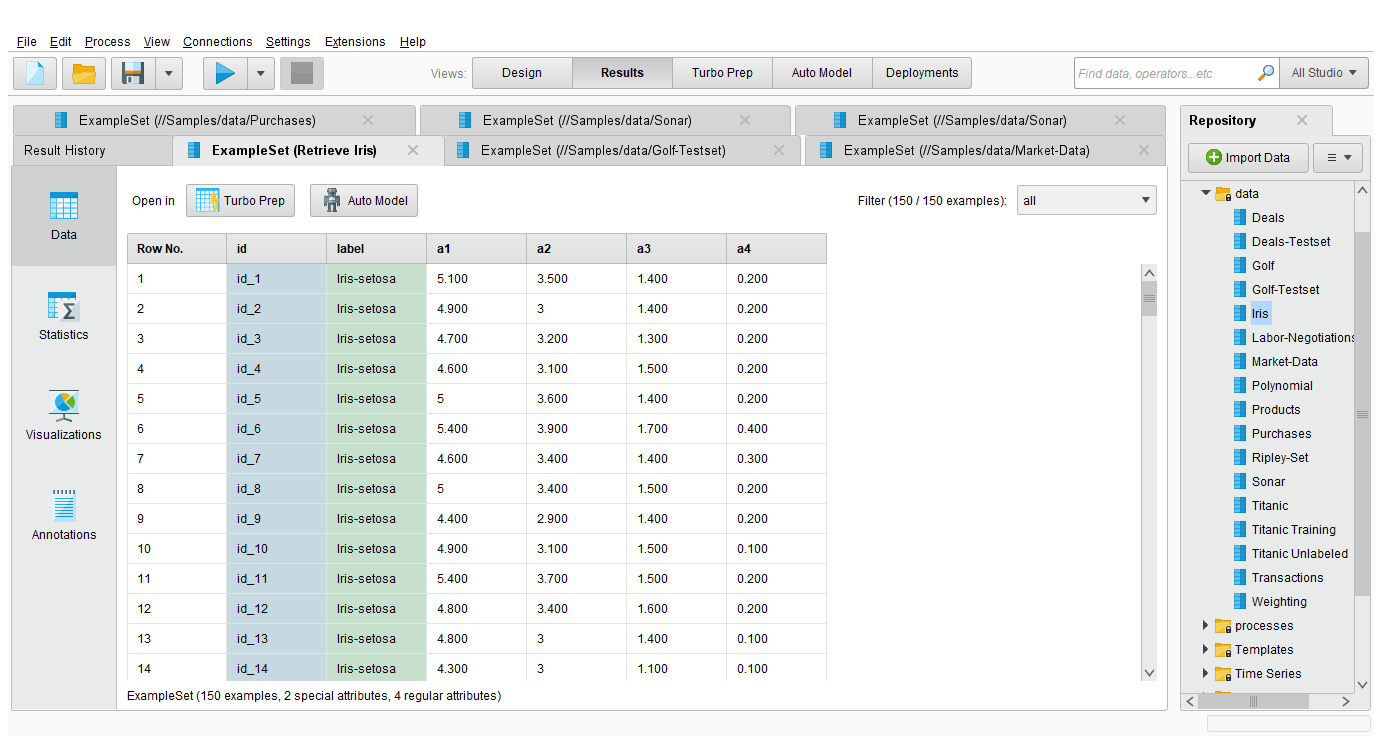 File Edit Process View Connections Settings Extensions Help
Views: Design Results Turbo Prep Auto Model Deployments Find data, operators...etc All Studio
ExampleSet (//Samples/data/Purchases) ExampleSet (//Samples/data/Sonar) ExampleSet (//Samples/data/Sonar)
Result History ExampleSet (Retrieve Iris) ExampleSet (//Samples/data/Golf-Testset) ExampleSet (//Samples/data/Market-Data)
Data
Statistics
Visualizations
Annotations
Open in Turbo Prep Auto Model Filter (150 / 150 examples): all
Row No. id label a1 a2 a3 a4
1 id_1 Iris-setosa 5.100 3.500 1.400 0.200
2 id_2 Iris-setosa 4.900 3 1.400 0.200
3 id_3 Iris-setosa 4.700 3.200 1.300 0.200
4 id_4 Iris-setosa 4.600 3.100 1.500 0.200
5 id_5 Iris-setosa 5 3.600 1.400 0.200
6 id_6 Iris-setosa 5.400 3.900 1.700 0.400
7 id_7 Iris-setosa 4.600 3.400 1.400 0.300
8 id_8 Iris-setosa 5 3.400 1.500 0.200
9 id_9 Iris-setosa 4.400 2.900 1.400 0.200
10 id_10 Iris-setosa 4.900 3.100 1.500 0.100
11 id_11 Iris-setosa 5.400 3.700 1.500 0.200
12 id_12 Iris-setosa 4.800 3.400 1.600 0.200
13 id_13 Iris-setosa 4.800 3 1.400 0.100
14 id_14 Iris-setosa 4.300 3 1.100 0.100
ExampleSet (150 examples, 2 special attributes, 4 regular attributes)
Repository
Import Data
data
Deals
Deals-Testset
Golf
Golf-Testset
Iris
Labor-Negotiations
Market-Data
Polynomial
Products
Purchases
Ripley-Set
Sonar
Titanic
Titanic Training
Titanic Unlabeled
Transactions
Weighting
processes
Templates
Time Series